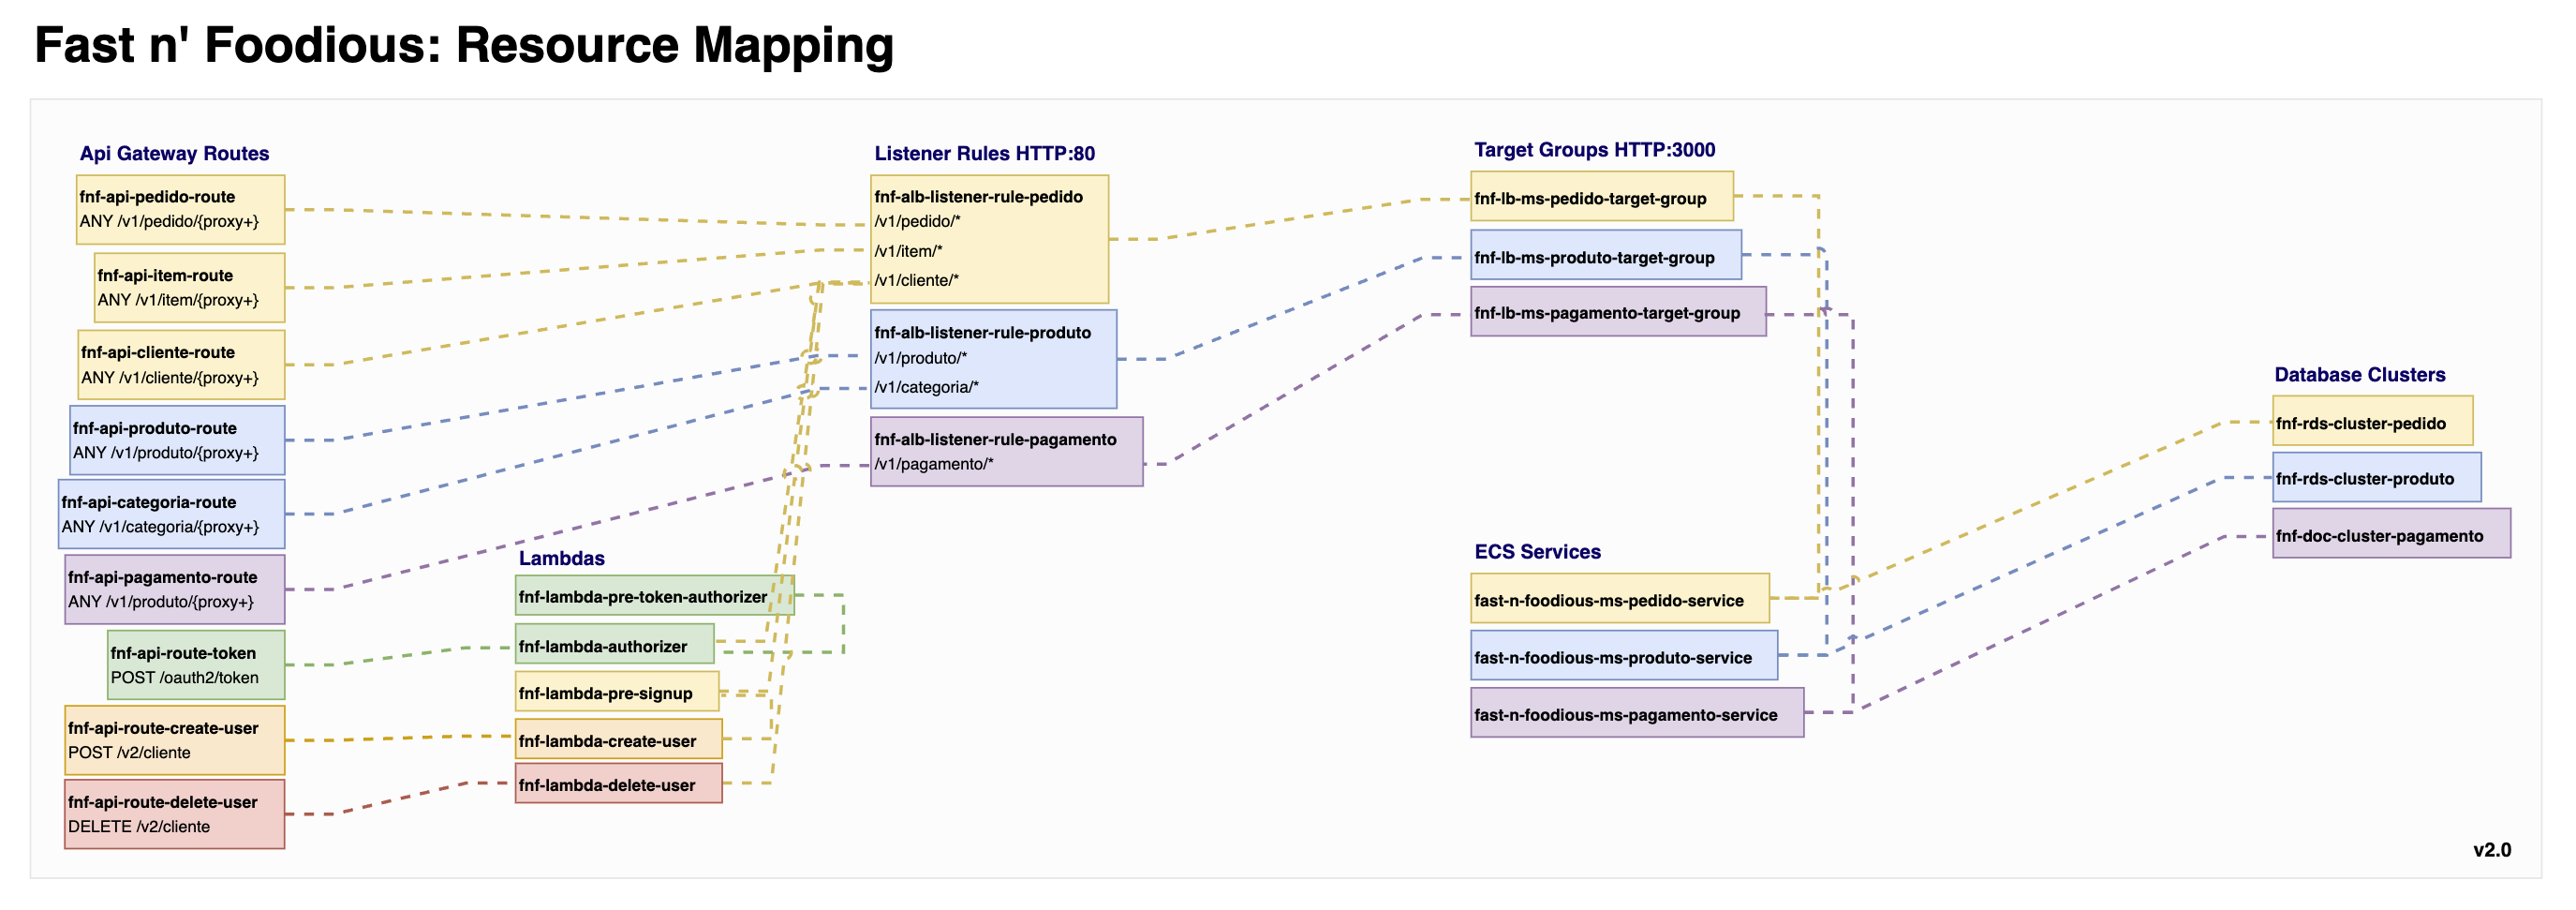 Fast n' Foodious: Resource Mapping
Api Gateway Routes
fnf-api-pedido-route
ANY /v1/pedido/{proxy+}
fnf-api-item-route
ANY /v1/item/{proxy+}
fnf-api-cliente-route
ANY /v1/cliente/{proxy+}
fnf-api-produto-route
ANY /v1/produto/{proxy+}
fnf-api-categoria-route
ANY /v1/categoria/{proxy+}
fnf-api-pagamento-route
ANY /v1/produto/{proxy+}
fnf-api-route-token
POST /oauth2/token
fnf-api-route-create-user
POST /v2/cliente
fnf-api-route-delete-user
DELETE /v2/cliente
Lambdas
fnf-lambda-pre-token-authorizer
fnf-lambda-authorizer
fnf-lambda-pre-signup
fnf-lambda-create-user
fnf-lambda-delete-user
Listener Rules HTTP:80
fnf-alb-listener-rule-pedido
/v1/pedido/*
/v1/item/*
/v1/cliente/*
fnf-alb-listener-rule-produto
/v1/produto/*
/v1/categoria/*
fnf-alb-listener-rule-pagamento
/v1/pagamento/*
Target Groups HTTP:3000
fnf-lb-ms-pedido-target-group
fnf-lb-ms-produto-target-group
fnf-lb-ms-pagamento-target-group
ECS Services
fast-n-foodious-ms-pedido-service
fast-n-foodious-ms-produto-service
fast-n-foodious-ms-pagamento-service
Database Clusters
fnf-rds-cluster-pedido
fnf-rds-cluster-produto
fnf-doc-cluster-pagamento
v2.0